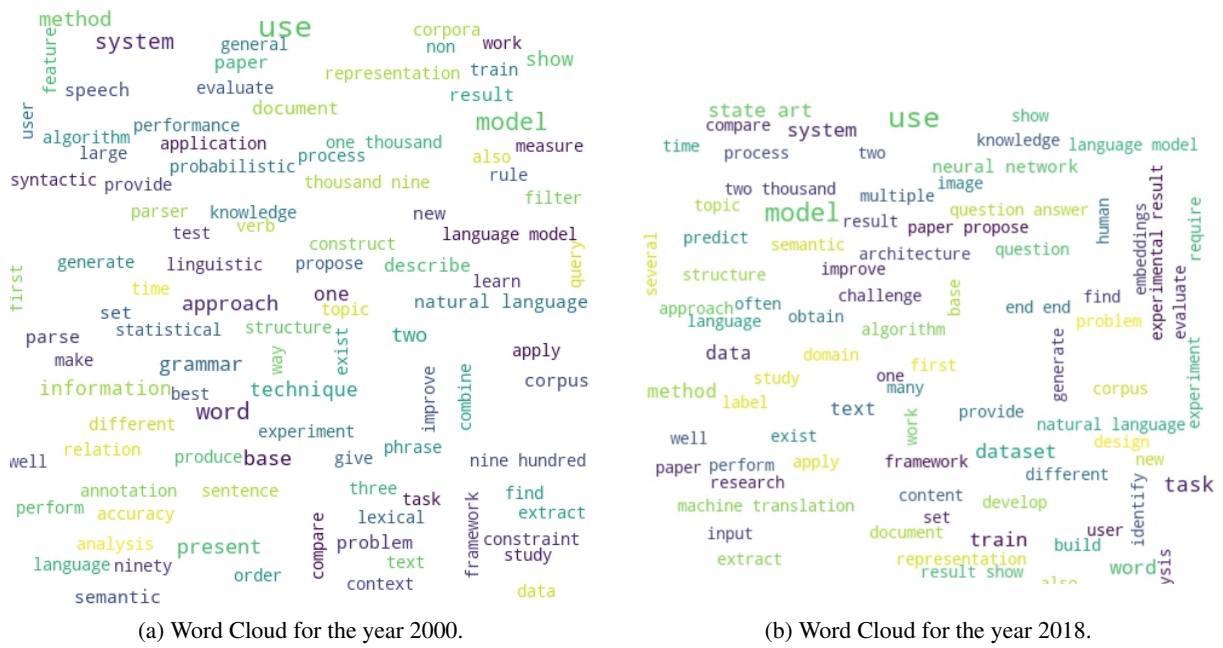 method
use
system
general
corpora
non
work
feature
paper
show
representation
train
speech
evaluate
result
document
user
performance
model
algorithm
application
one thousand
measure
large
process
also
probabilistic
rule
syntactic
provide
thousand nine
filter
parser
knowledge
new
verb
test
language model
construct
query
generate
linguistic
propose
describe
first
learn
time
approach
one
natural language
set
topic
statistical
structure
two
parse
exist
make
way
grammar
apply
information
best
technique
improve
combine
corpus
word
different
experiment
relation
phrase
well
produce
base
give
nine hundred
annotation
sentence
three
task
find
perform
accuracy
lexical
framework
extract
analysis
present
compare
problem
constraint
study
language
ninety
order
text
context
semantic
data
(a) Word Cloud for the year 2000.
state art
use
show
compare
system
time
process
two
knowledge
language model
neural network
two thousand
image
multiple
topic
model
result
question answer
paper propose
human
embeddings
experimental result
require
predict
semantic
architecture
question
several
structure
improve
evaluate
approach
often
challenge
base
end end
find
language
obtain
algorithm
problem
data
domain
first
generate
experiment
study
one
many
method
label
corpus
text
work
provide
natural language
well
exist
dataset
design
paper
perform
apply
framework
new
research
different
task
content
identify
machine translation
develop
set
input
document
train
user
build
extract
representation
result show
word
(b) Word Cloud for the year 2018.